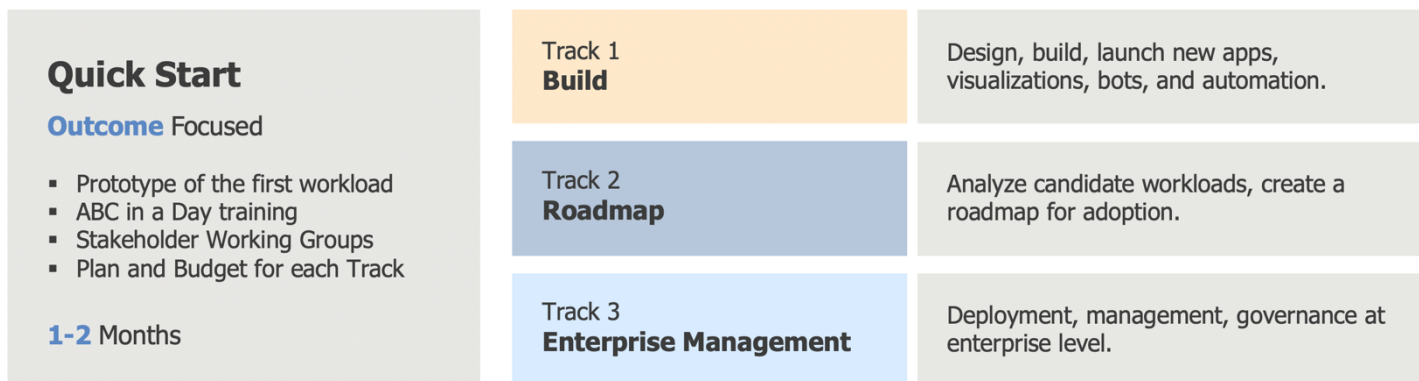 Quick Start
Outcome Focused
▪ Prototype of the first workload
▪ ABC in a Day training
▪ Stakeholder Working Groups
▪ Plan and Budget for each Track
1-2 Months
Track 1
Build
Design, build, launch new apps,
visualizations, bots, and automation.
Track 2
Roadmap
Analyze candidate workloads, create a
roadmap for adoption.
Track 3
Enterprise Management
Deployment, management, governance at
enterprise level.